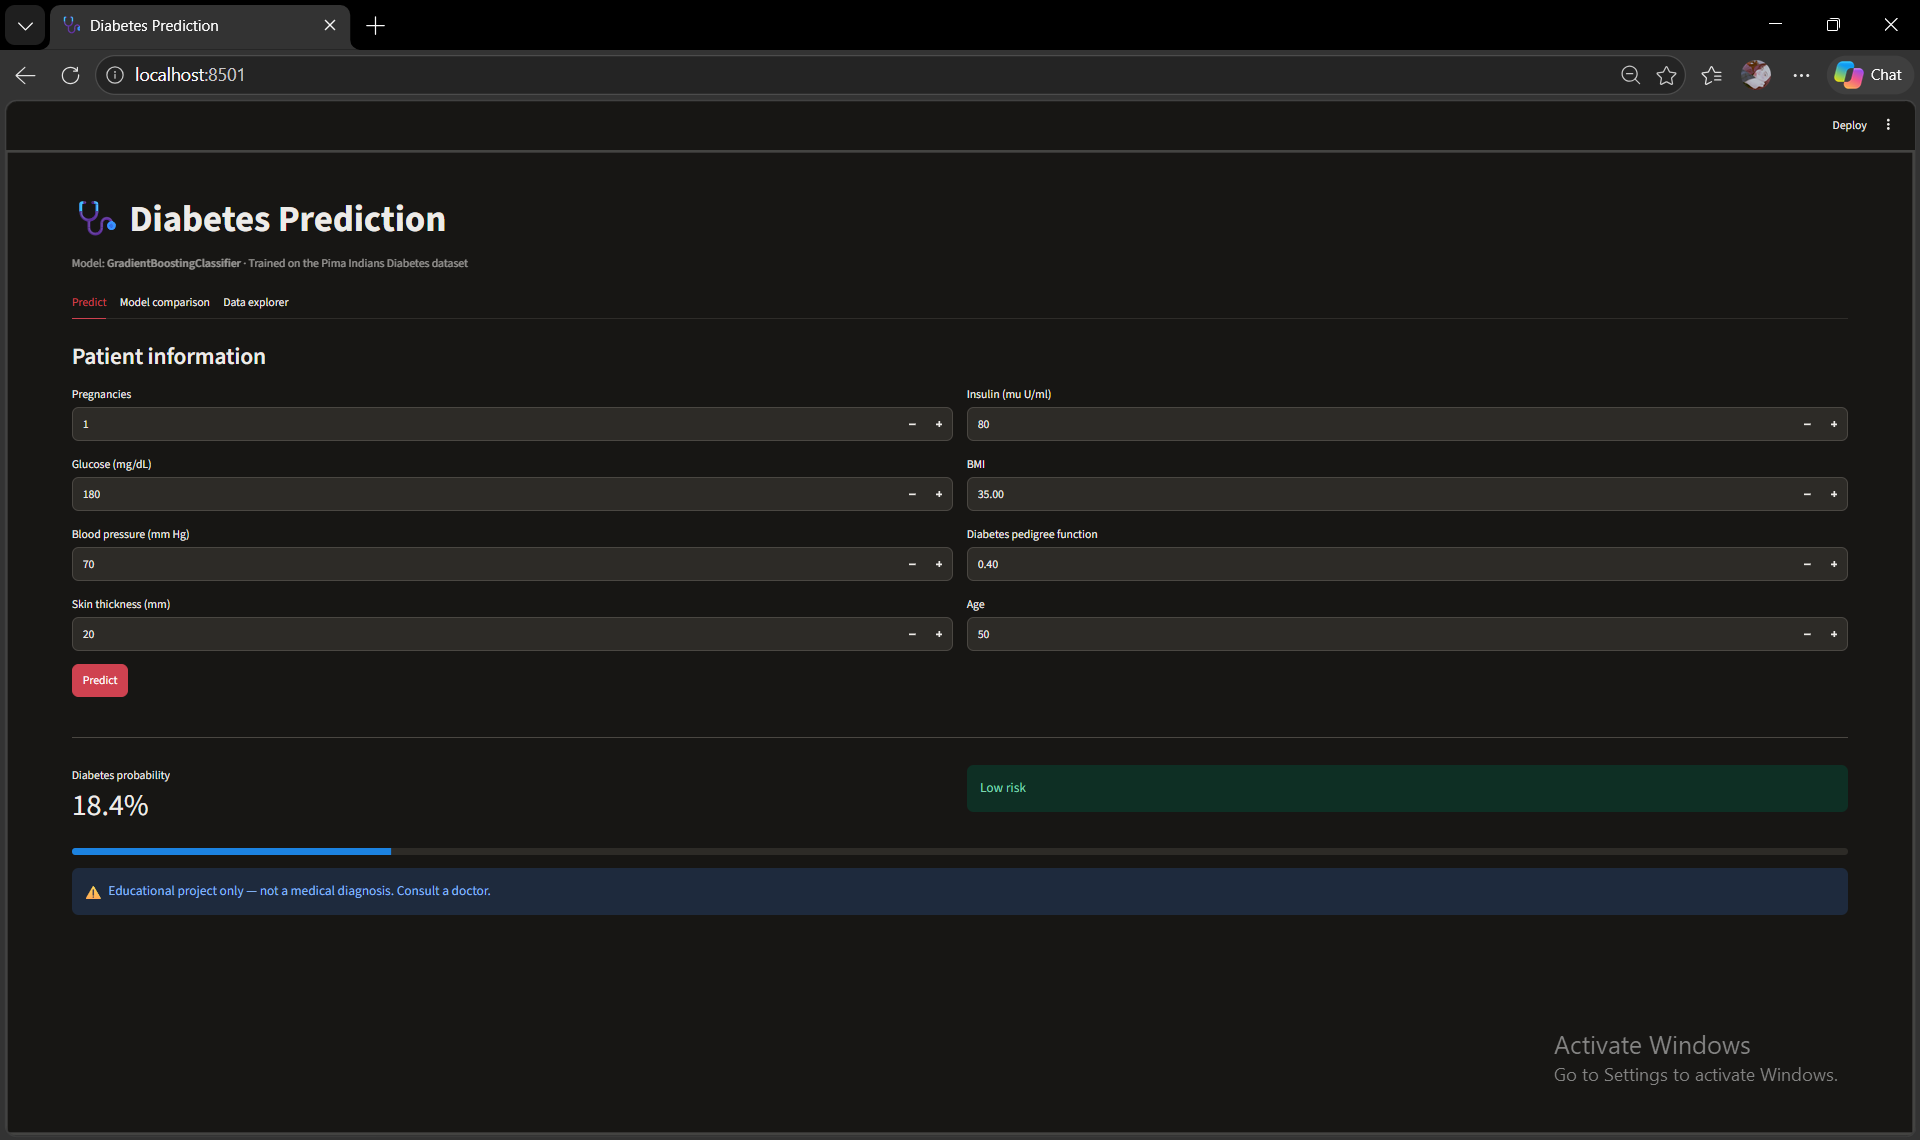 Diabetes Prediction
localhost:8501
Chat
Deploy
Diabetes Prediction
Model: GradientBoostingClassifier · Trained on the Pima Indians Diabetes dataset
Predict Model comparison Data explorer
Patient information
Pregnancies
1
Insulin (mu U/ml)
80
Glucose (mg/dL)
180
BMI
35.00
Blood pressure (mm Hg)
70
Diabetes pedigree function
0.40
Skin thickness (mm)
20
Age
50
Predict
Diabetes probability
18.4%
Low risk
Educational project only — not a medical diagnosis. Consult a doctor.
Activate Windows
Go to Settings to activate Windows.